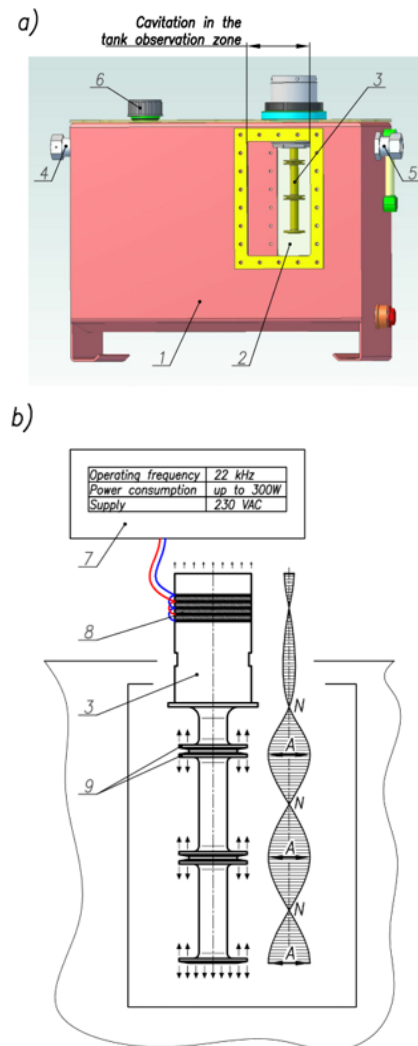 a)
Cavitation in the
tank observation zone
6
3
4
5
1
2
b)
Operating frequency 22 kHz
Power consumption up to 300W
Supply 230 VAC
7
8
3
N
9
A
N
A
N
A